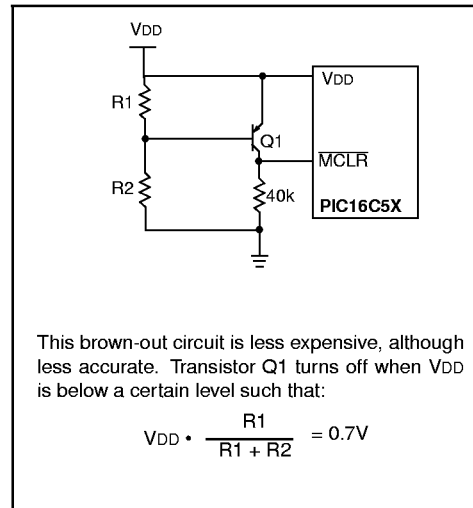 VDD
VDD
R1
Q1
MCLR
R2
40k
PIC16C5X
This brown-out circuit is less expensive, although
less accurate. Transistor Q1 turns off when VDD
is below a certain level such that:
VDD • R1 / R1 + R2 = 0.7V